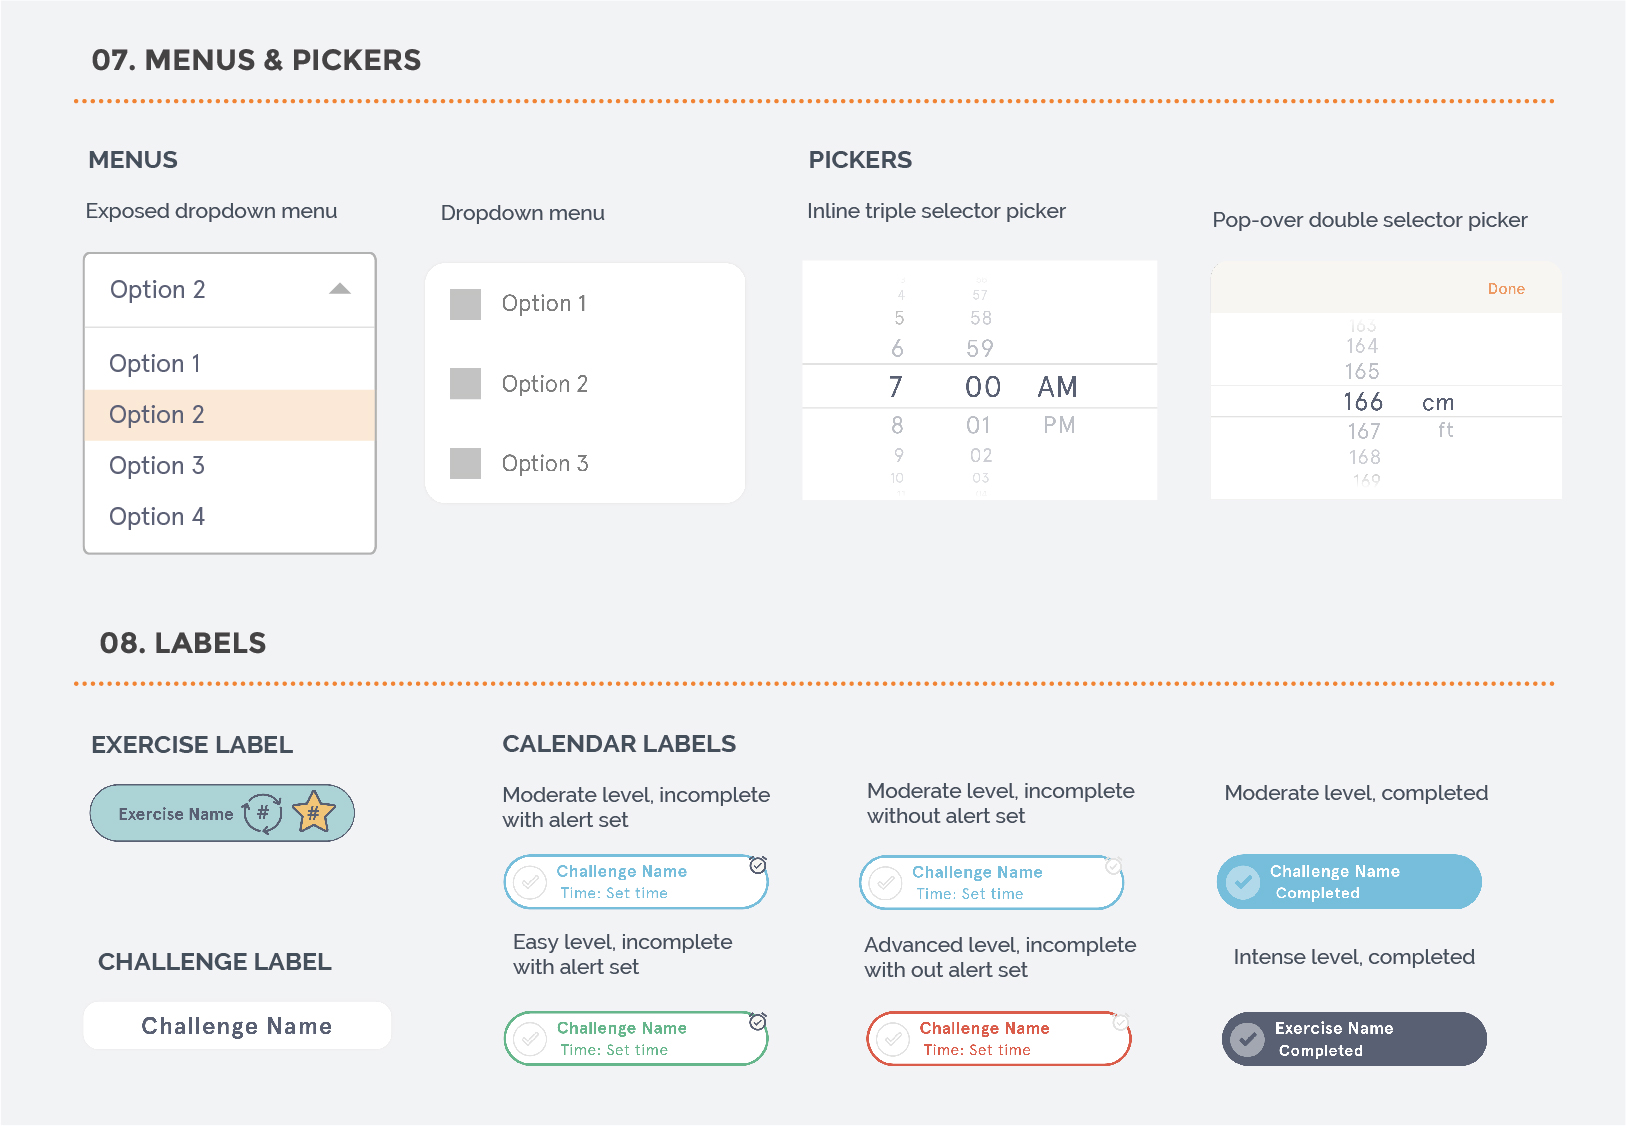 07. MENUS & PICKERS
MENUS
Exposed dropdown menu
Option 2
Option 1
Option 2
Option 3
Option 4
Dropdown menu
Option 1
Option 2
Option 3
PICKERS
Inline triple selector picker
4 57
5 58
6 59
7 00 AM
8 01 PM
9 02
10 03
Pop-over double selector picker
Done
163
164
165
166 cm
167 ft
168
169
08. LABELS
EXERCISE LABEL
Exercise Name # #
CHALLENGE LABEL
Challenge Name
CALENDAR LABELS
Moderate level, incomplete
with alert set
Challenge Name
Time: Set time
Moderate level, incomplete
without alert set
Challenge Name
Time: Set time
Moderate level, completed
Challenge Name
Completed
Easy level, incomplete
with alert set
Challenge Name
Time: Set time
Advanced level, incomplete
with out alert set
Challenge Name
Time: Set time
Intense level, completed
Exercise Name
Completed